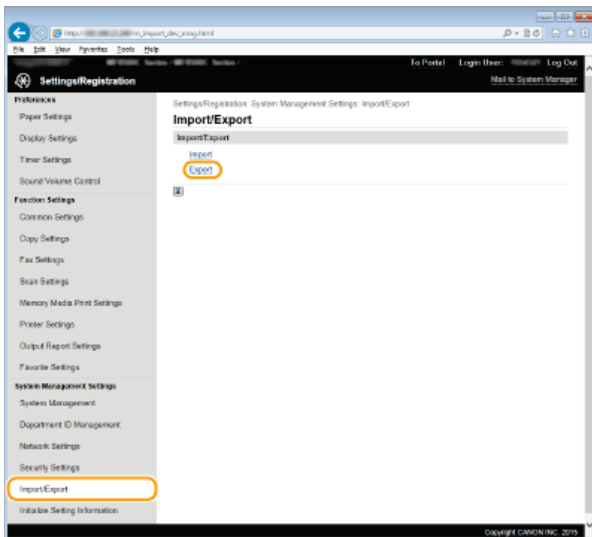 http://
m_import_dev_mng.html
File Edit View Favorites Tools Help
To Portal Login User: Log Out
Settings/Registration
Mail to System Manager
Preferences
Paper Settings
Display Settings
Timer Settings
Sound Volume Control
Function Settings
Common Settings
Copy Settings
Fax Settings
Scan Settings
Memory Media Print Settings
Printer Settings
Output Report Settings
Favorite Settings
System Management Settings
System Management
Department ID Management
Network Settings
Security Settings
Import/Export
Initialize Setting Information
Settings/Registration: System Management Settings: Import/Export
Import/Export
Import/Export
Import
Export
Copyright CANON INC. 2015